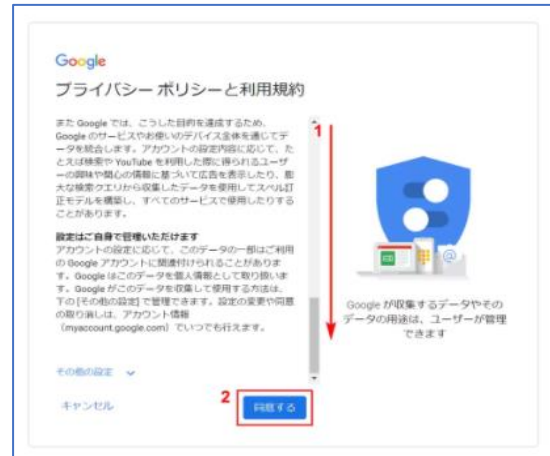 Google
プライバシー ポリシーと利用規約
また Google では、こうした目的を達成するため、
Google のサービスやお使いのデバイス全体を通じてデ
ータを統合します。アカウントの設定内容に応じて、た
とえば検索や YouTube を利用した際に得られるユーザ
ーの興味や関心の情報に基づいて広告を表示したり、膨
大な検索クエリから収集したデータを使用してスペル訂
正モデルを構築し、すべてのサービスで使用したりする
ことがあります。
設定はご自身で管理いただけます
アカウントの設定に応じて、このデータの一部はご利用
の Google アカウントに関連付けられることがありま
す。Google はこのデータを個人情報として取り扱いま
す。Google がこのデータを収集して使用する方法は、
下の [その他の設定] で管理できます。設定の変更や同意
の取り消しは、アカウント情報
（myaccount.google.com）でいつでも行えます。
1
Google が収集するデータやその
データの用途は、ユーザーが管理
できます
その他の設定
キャンセル
2
同意する